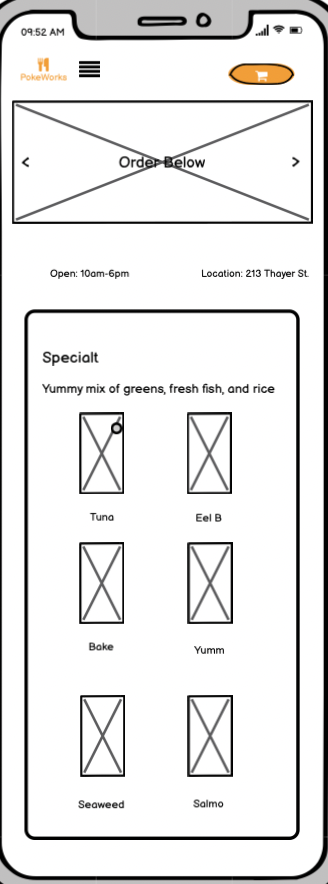 09:52 AM
PokeWorks
< Order Below >
Open: 10am-6pm
Location: 213 Thayer St.
Specialt
Yummy mix of greens, fresh fish, and rice
Tuna
Eel B
Bake
Yumm
Seaweed
Salmo